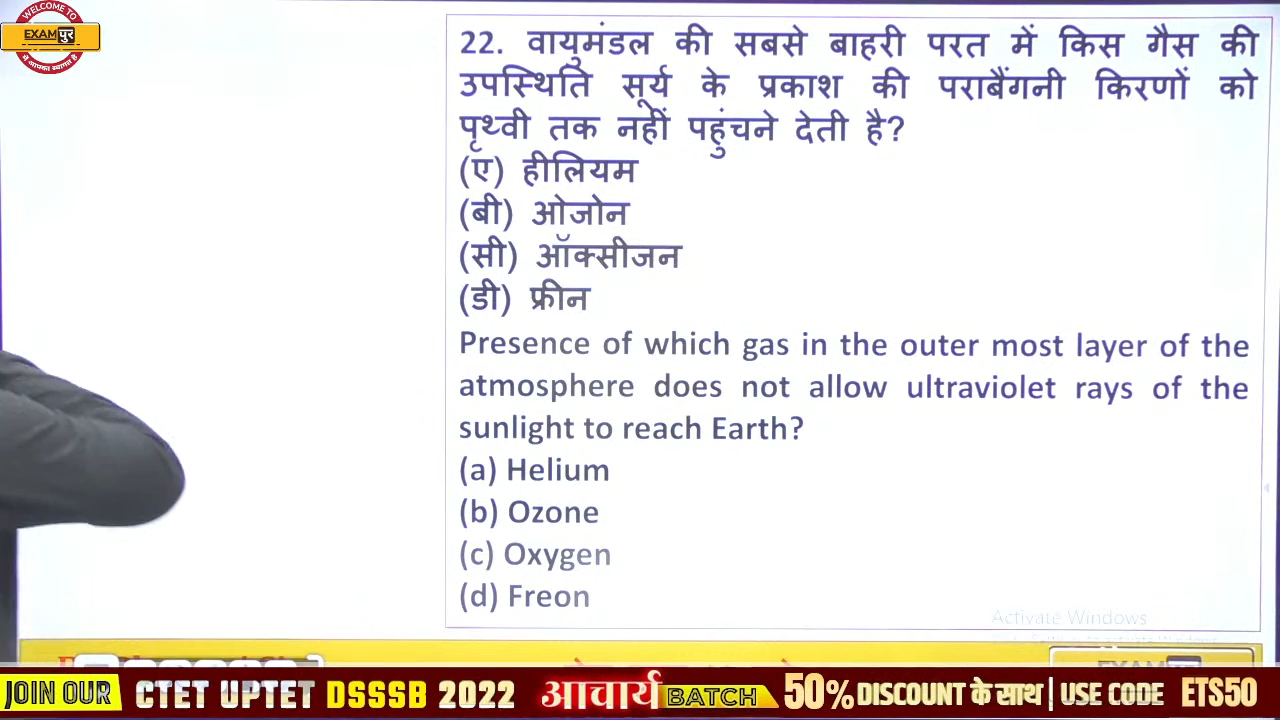 WELCOME TO
EXAMपुर
में आपका स्वागत है
22. वायुमंडल की सबसे बाहरी परत में किस गैस की
उपस्थिति सूर्य के प्रकाश की पराबैंगनी किरणों को
पृथ्वी तक नहीं पहुंचने देती है?
(ए) हीलियम
(बी) ओजोन
(सी) ऑक्सीजन
(डी) फ्रीन
Presence of which gas in the outer most layer of the
atmosphere does not allow ultraviolet rays of the
sunlight to reach Earth?
(a) Helium
(b) Ozone
(c) Oxygen
(d) Freon
Activate Windows
EXAMपुर
JOIN OUR CTET UPTET DSSSB 2022 आचार्य BATCH 50% DISCOUNT के साथ | USE CODE ETS50